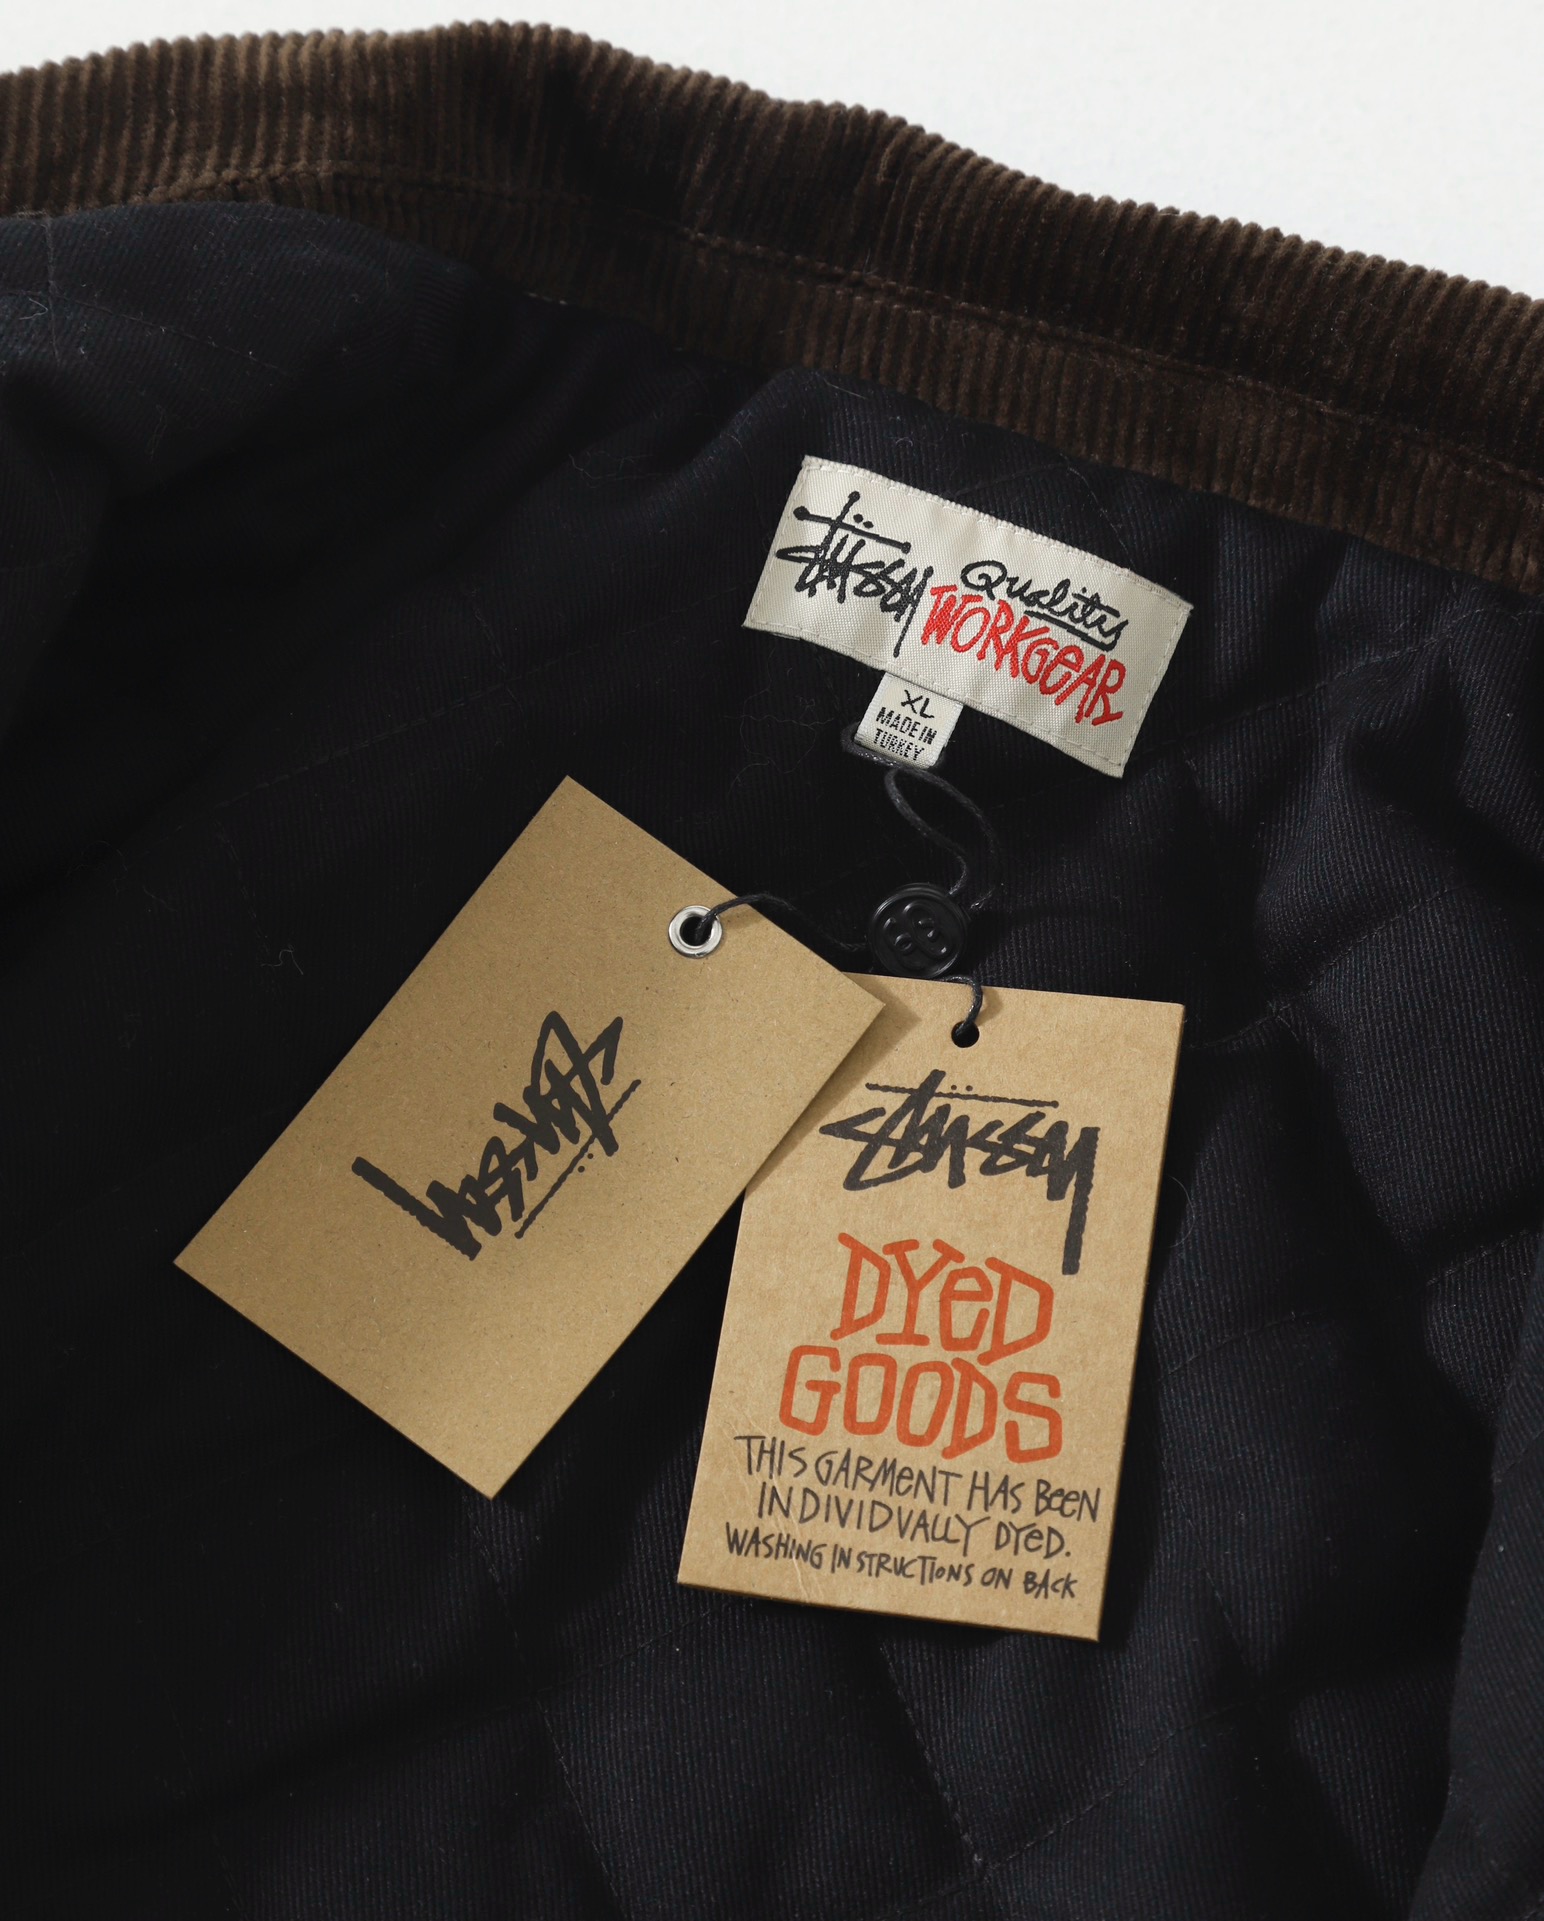 Stüssy
Qualitis
WORKGeAR
XL
MADE IN
TURKEY
Stüssy
Stüssy
DYeD
GOODS
THIS GARMeNT HAS BeeN
INDIVIDVALLY DYeD.
WASHING INSTRUCTIONS ON BACK